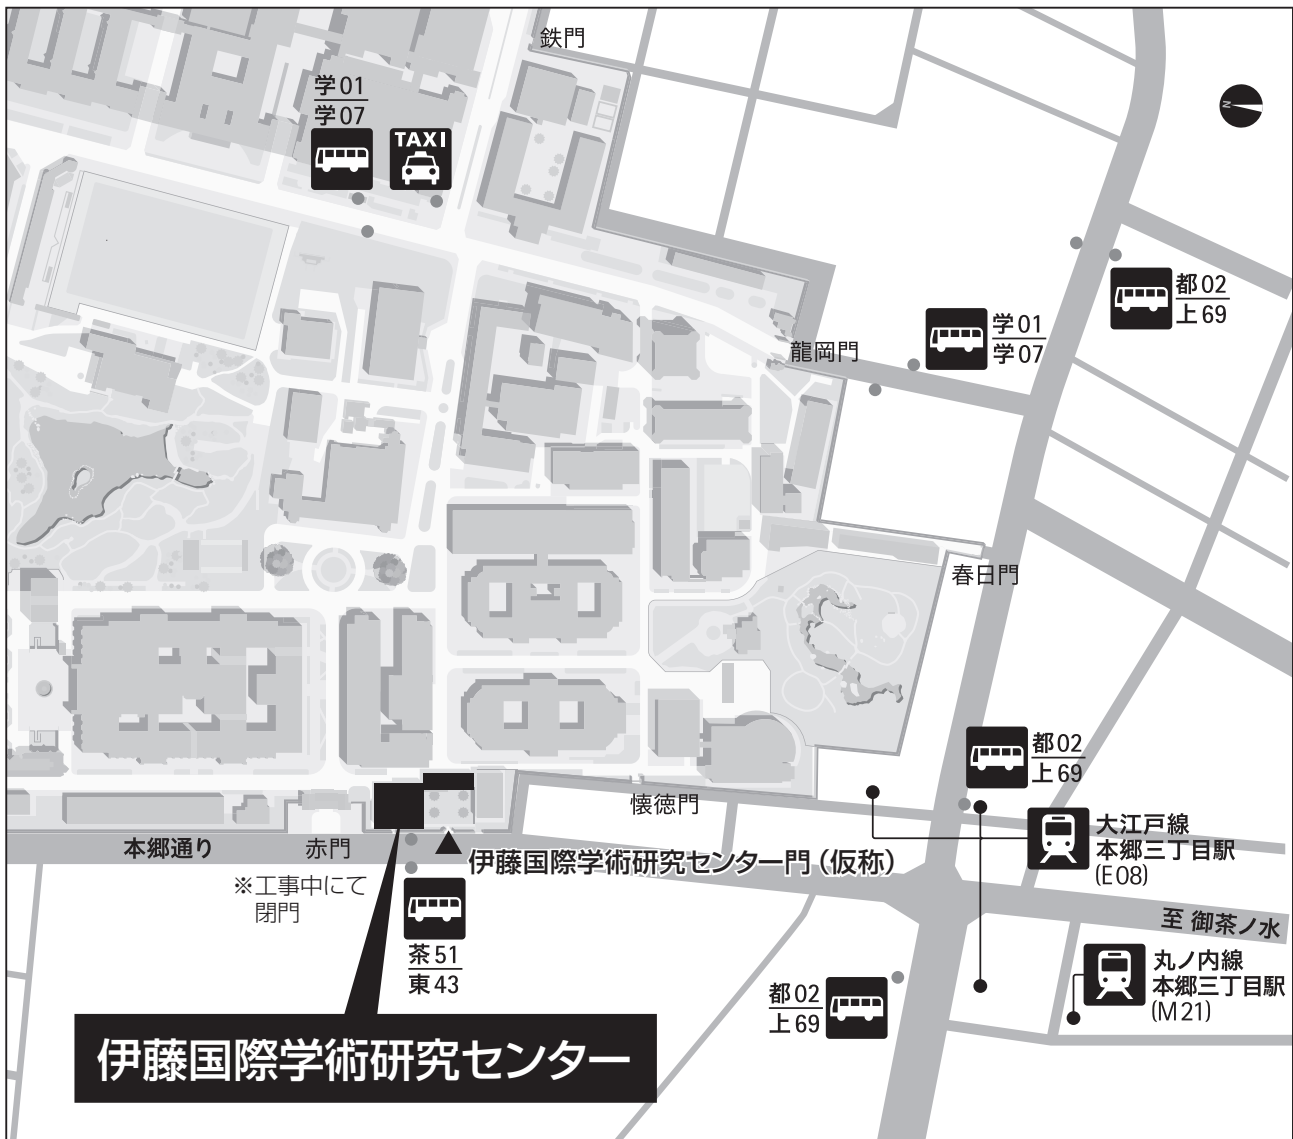 鉄門
学01
学07
TAXI
N
都02
上69
学01
学07
龍岡門
春日門
都02
上69
懐徳門
大江戸線
本郷三丁目駅
(E08)
本郷通り
赤門
伊藤国際学術研究センター門(仮称)
※工事中にて
閉門
至 御茶ノ水
茶51
東43
丸ノ内線
本郷三丁目駅
(M21)
都02
上69
伊藤国際学術研究センター